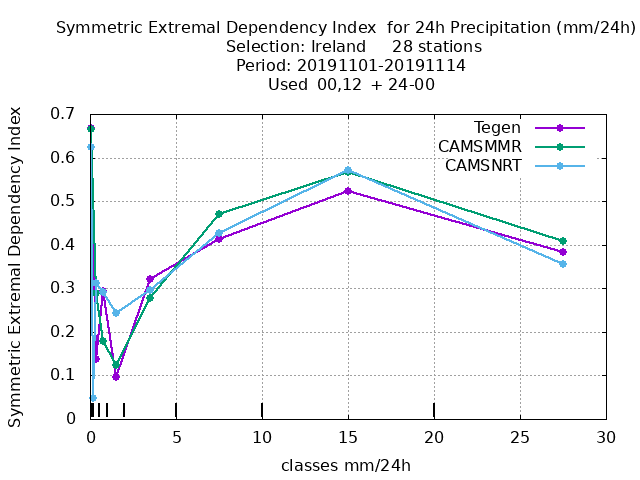 Symmetric Extremal Dependency Index  for 24h Precipitation (mm/24h)
Selection: Ireland     28 stations
Period: 20191101-20191114
Used  00,12  + 24-00
Symmetric Extremal Dependency Index
0.7
0.6
0.5
0.4
0.3
0.2
0.1
0
Tegen
CAMSMMR
CAMSNRT
0 5 10 15 20 25 30
classes mm/24h